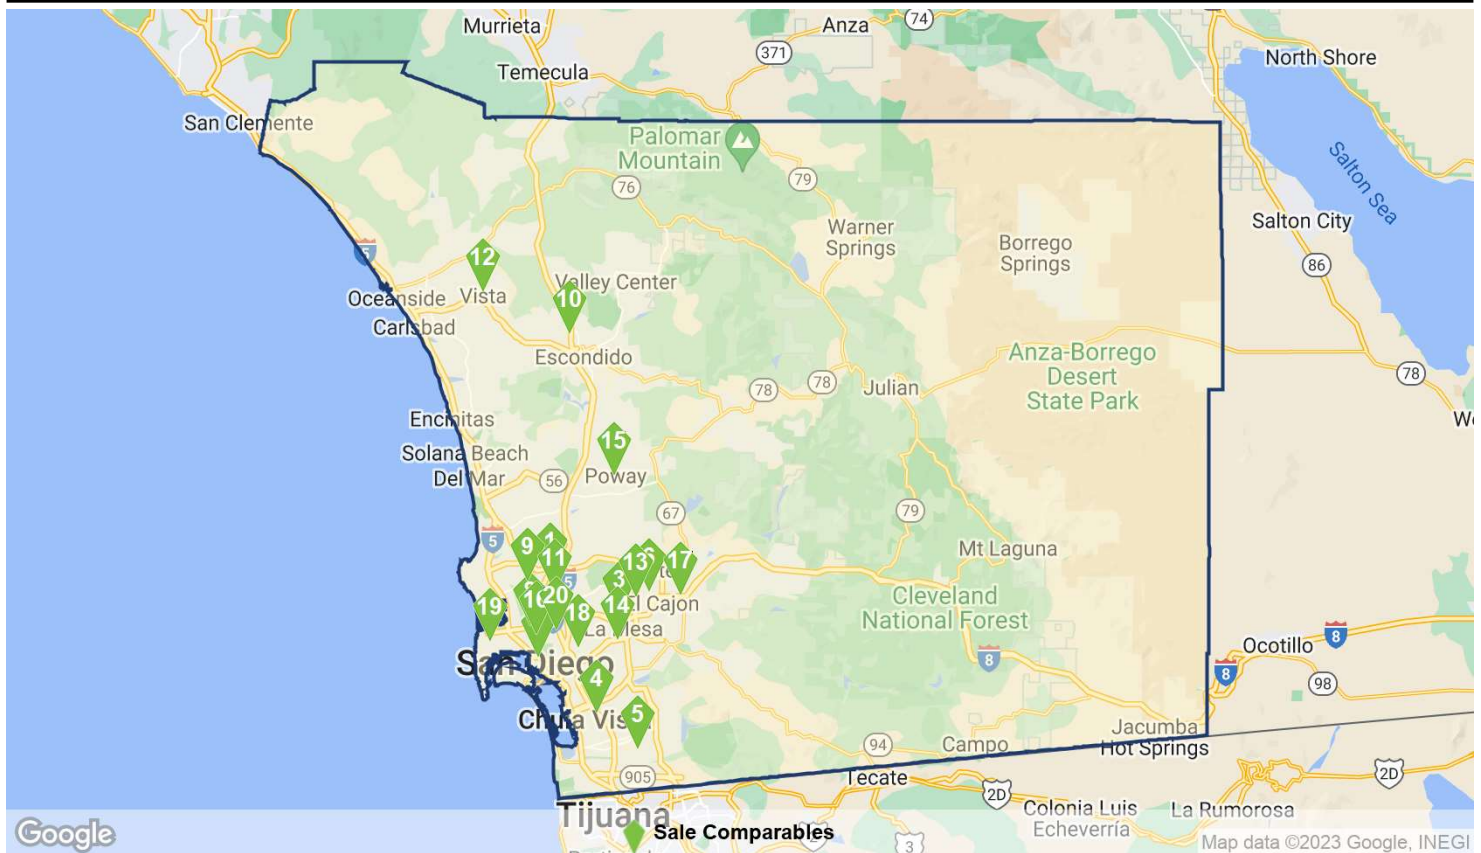 Murrieta
Anza
74
371
North Shore
Temecula
San Clemente
Palomar
Mountain
79
76
Salton Sea
Salton City
Warner
Springs
Borrego
Springs
5
86
12
Valley Center
Oceanside
Vista
10
Carlsbad
Escondido
Anza-Borrego
Desert
State Park
78
78
78
Julian
Encinitas
15
Solana Beach
Del Mar
56
Poway
67
79
5
9
1
11
13
6
17
Mt Laguna
5
3
Cleveland
National Forest
19
16
20
18
14
El Cajon
La Mesa
8
8
Ocotillo
8
98
San Diego
4
Chula Vista
5
Jacumba
Hot Springs
94
Campo
905
Tecate
2D
2D
Tijuana
Colonia Luis
Echeverría
La Rumorosa
Google
Sale Comparables
3
Map data ©2023 Google, INEGI